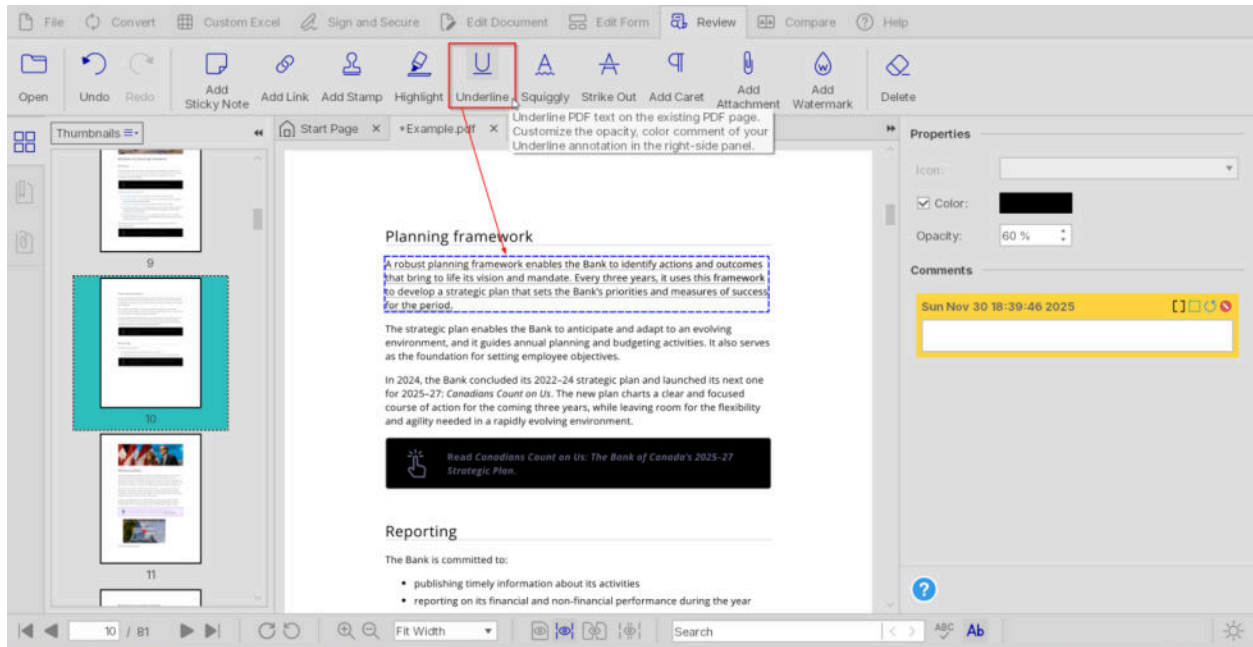 File Convert Custom Excel Sign and Secure Edit Document Edit Form Review Compare Help
Open Undo Redo Add Sticky Note Add Link Add Stamp Highlight Underline Squiggly Strike Out Add Caret Add Attachment Add Watermark Delete
Thumbnails
Start Page × *Example.pdf ×
Underline PDF text on the existing PDF page.
Customize the opacity, color comment of your
Underline annotation in the right-side panel.
9
10
11
Planning framework
A robust planning framework enables the Bank to identify actions and outcomes
that bring to life its vision and mandate. Every three years, it uses this framework
to develop a strategic plan that sets the Bank's priorities and measures of success
for the period.
The strategic plan enables the Bank to anticipate and adapt to an evolving
environment, and it guides annual planning and budgeting activities. It also serves
as the foundation for setting employee objectives.
In 2024, the Bank concluded its 2022–24 strategic plan and launched its next one
for 2025–27: Canadians Count on Us. The new plan charts a clear and focused
course of action for the coming three years, while leaving room for the flexibility
and agility needed in a rapidly evolving environment.
Read Canadians Count on Us: The Bank of Canada's 2025–27
Strategic Plan.
Reporting
The Bank is committed to:
• publishing timely information about its activities
• reporting on its financial and non-financial performance during the year
Properties
Icon:
Color:
Opacity: 60 %
Comments
Sun Nov 30 18:39:46 2025
?
10 / 81 Fit Width Search ABC Ab